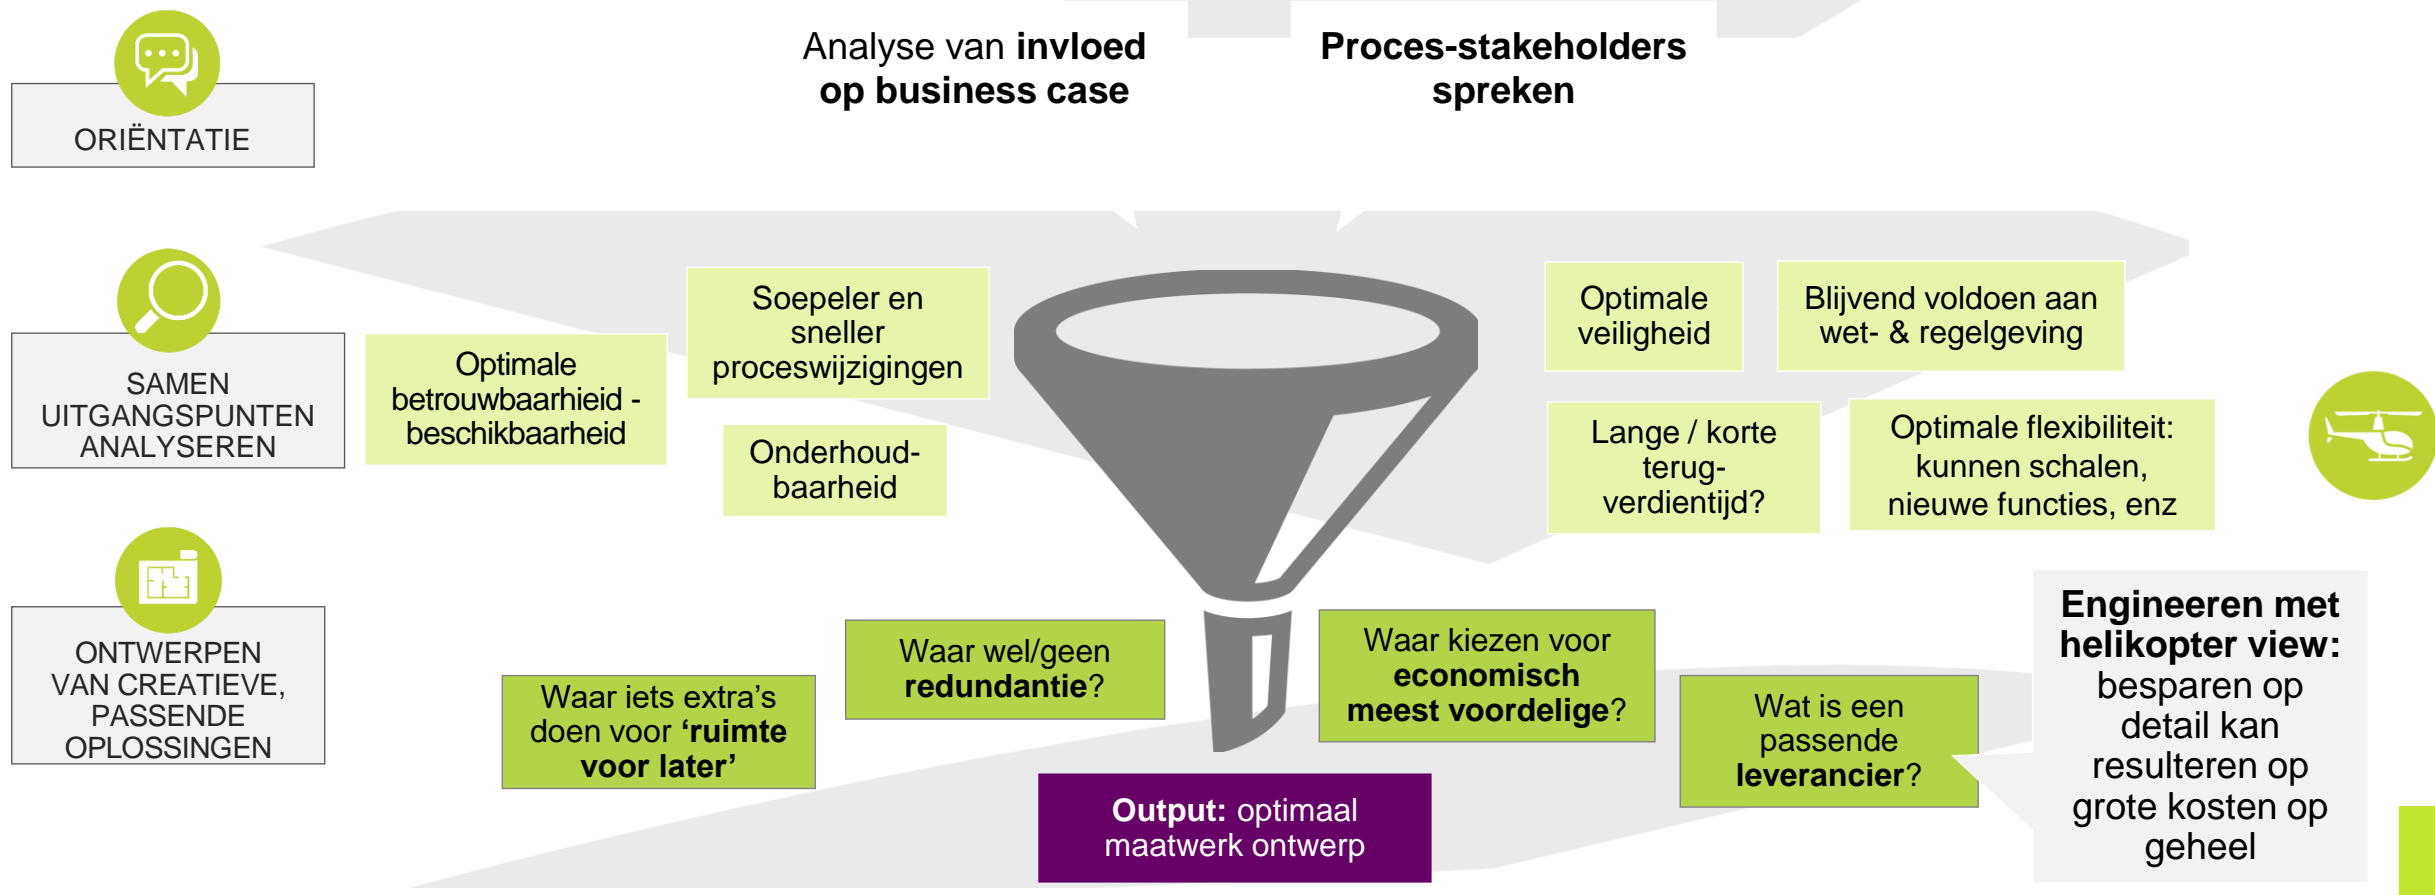 ORIËNTATIE
Analyse van invloed
op business case
Proces-stakeholders
spreken
SAMEN
UITGANGSPUNTEN
ANALYSEREN
Optimale
betrouwbaarhieid -
beschikbaarheid
Soepeler en
sneller
proceswijzigingen
Onderhoud-
baarheid
Optimale
veiligheid
Blijvend voldoen aan
wet- & regelgeving
Lange / korte
terug-
verdientijd?
Optimale flexibiliteit:
kunnen schalen,
nieuwe functies, enz
ONTWERPEN
VAN CREATIEVE,
PASSENDE
OPLOSSINGEN
Waar iets extra’s
doen voor ‘ruimte
voor later’
Waar wel/geen
redundantie?
Waar kiezen voor
economisch
meest voordelige?
Wat is een
passende
leverancier?
Engineeren met
helikopter view:
besparen op
detail kan
resulteren op
grote kosten op
geheel
Output: optimaal
maatwerk ontwerp